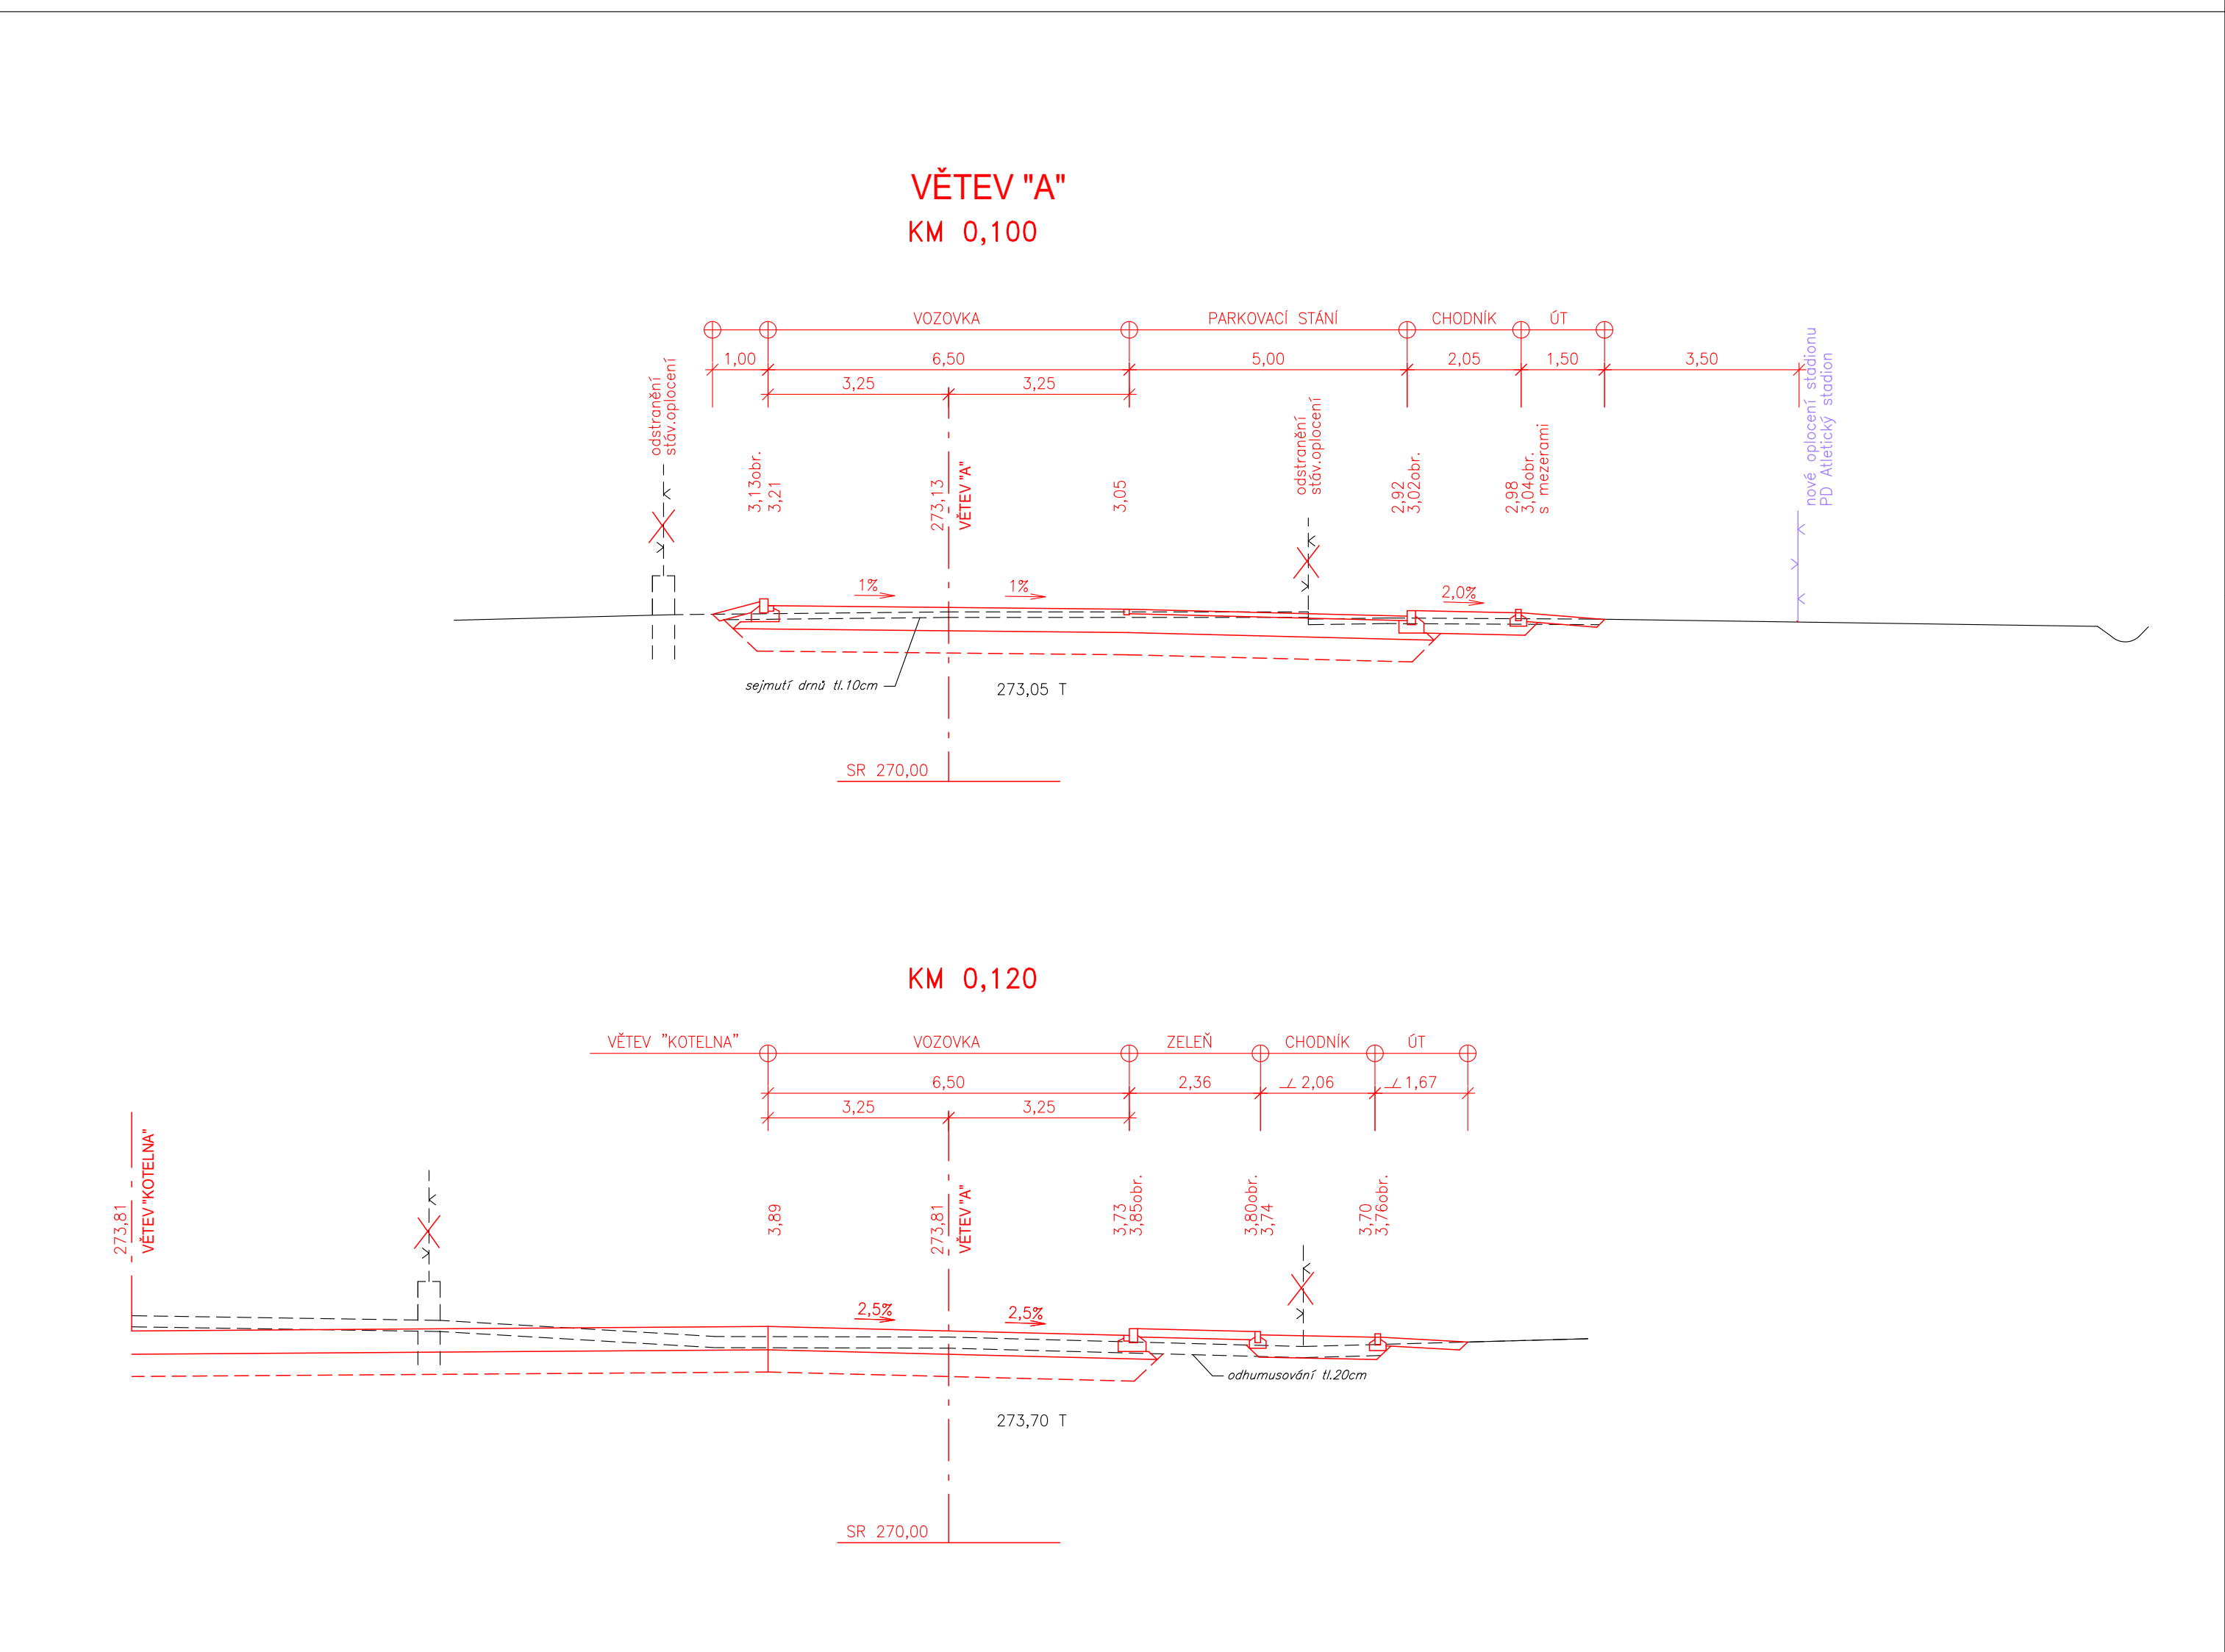 VĚTEV "A"
KM 0,100
VOZOVKA
PARKOVACÍ STÁNÍ
CHODNÍK
ÚT
1,00
6,50
5,00
2,05
1,50
3,50
3,25
3,25
odstranění
stáv.oplocení
3,13obr.
3,21
273,13
VĚTEV "A"
3,05
odstranění
stáv.oplocení
2,92
3,02obr.
2,98
3,04obr.
s mezerami
nové oplocení stadionu
PD Atletický stadion
1%
1%
2,0%
sejmutí drnů tl.10cm
273,05 T
SR 270,00
KM 0,120
VĚTEV "KOTELNA"
VOZOVKA
ZELEŇ
CHODNÍK
ÚT
6,50
2,36
2,06
1,67
3,25
3,25
273,81
VĚTEV "KOTELNA"
3,89
273,81
VĚTEV "A"
3,73
3,85obr.
3,80obr.
3,74
3,70
3,76obr.
2,5%
2,5%
odhumusování tl.20cm
273,70 T
SR 270,00